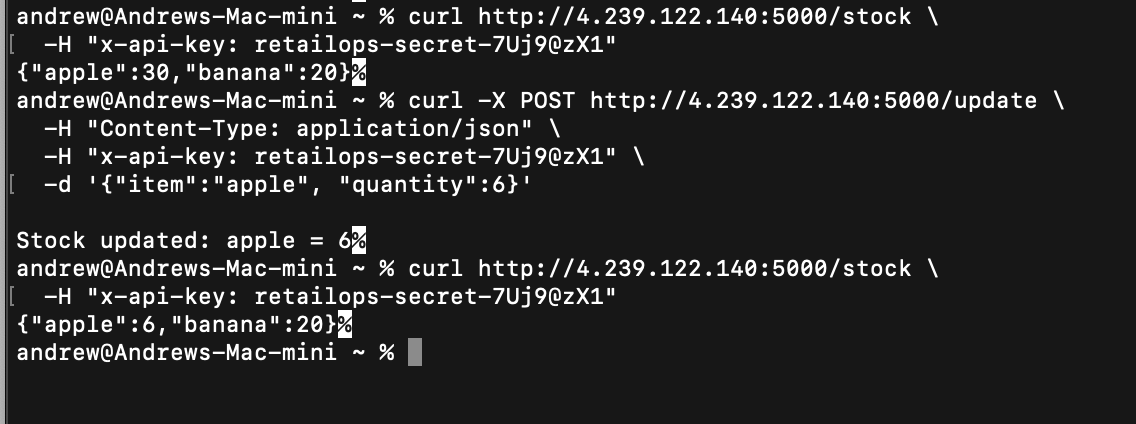 andrew@Andrews-Mac-mini ~ % curl http://4.239.122.140:5000/stock \
[  -H "x-api-key: retailops-secret-7Uj9@zX1"
{"apple":30,"banana":20}%
andrew@Andrews-Mac-mini ~ % curl -X POST http://4.239.122.140:5000/update \
  -H "Content-Type: application/json" \
  -H "x-api-key: retailops-secret-7Uj9@zX1" \
[  -d '{"item":"apple", "quantity":6}'
Stock updated: apple = 6%
andrew@Andrews-Mac-mini ~ % curl http://4.239.122.140:5000/stock \
[  -H "x-api-key: retailops-secret-7Uj9@zX1"
{"apple":6,"banana":20}%
andrew@Andrews-Mac-mini ~ %